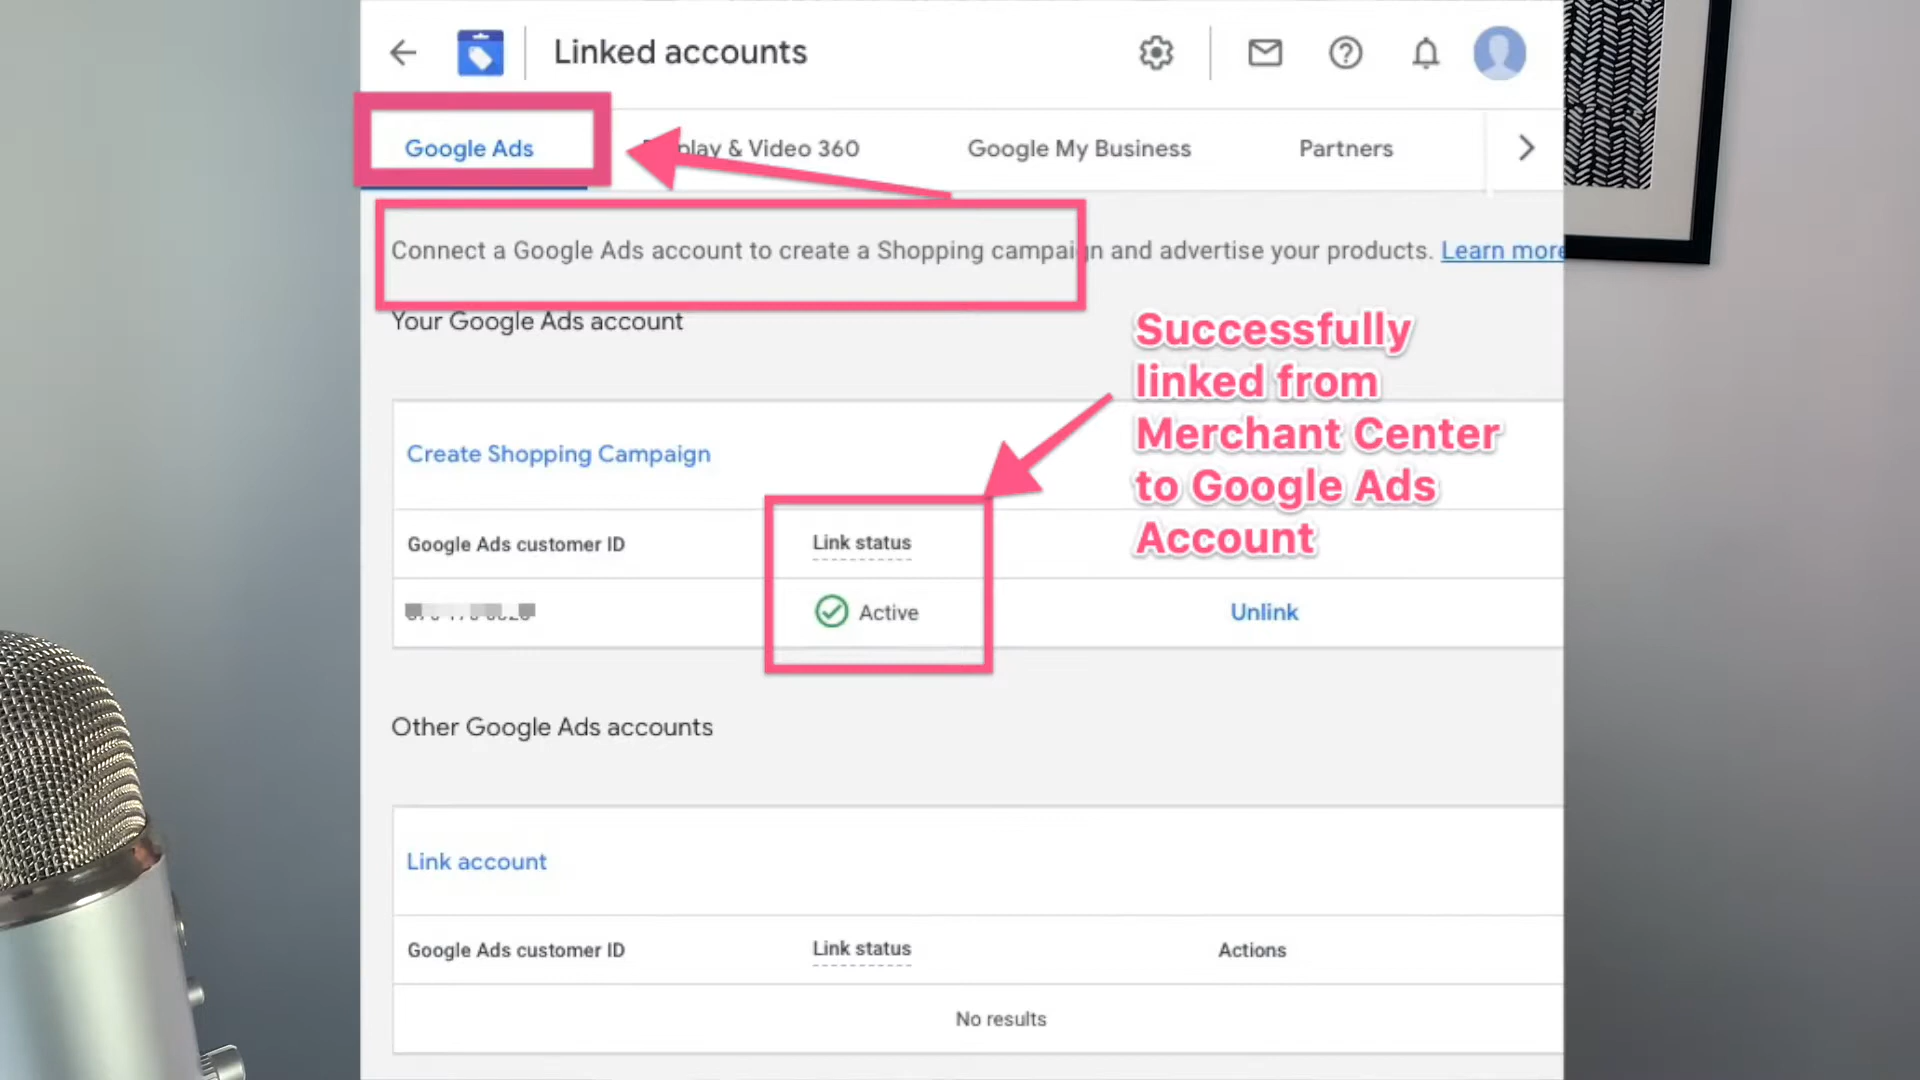 Linked accounts
Google Ads
play & Video 360
Google My Business
Partners
Connect a Google Ads account to create a Shopping campaign and advertise your products. Learn more
Your Google Ads account
Successfully
linked from
Merchant Center
to Google Ads
Account
Create Shopping Campaign
Google Ads customer ID
Link status
Active
Unlink
Other Google Ads accounts
Link account
Google Ads customer ID
Link status
Actions
No results